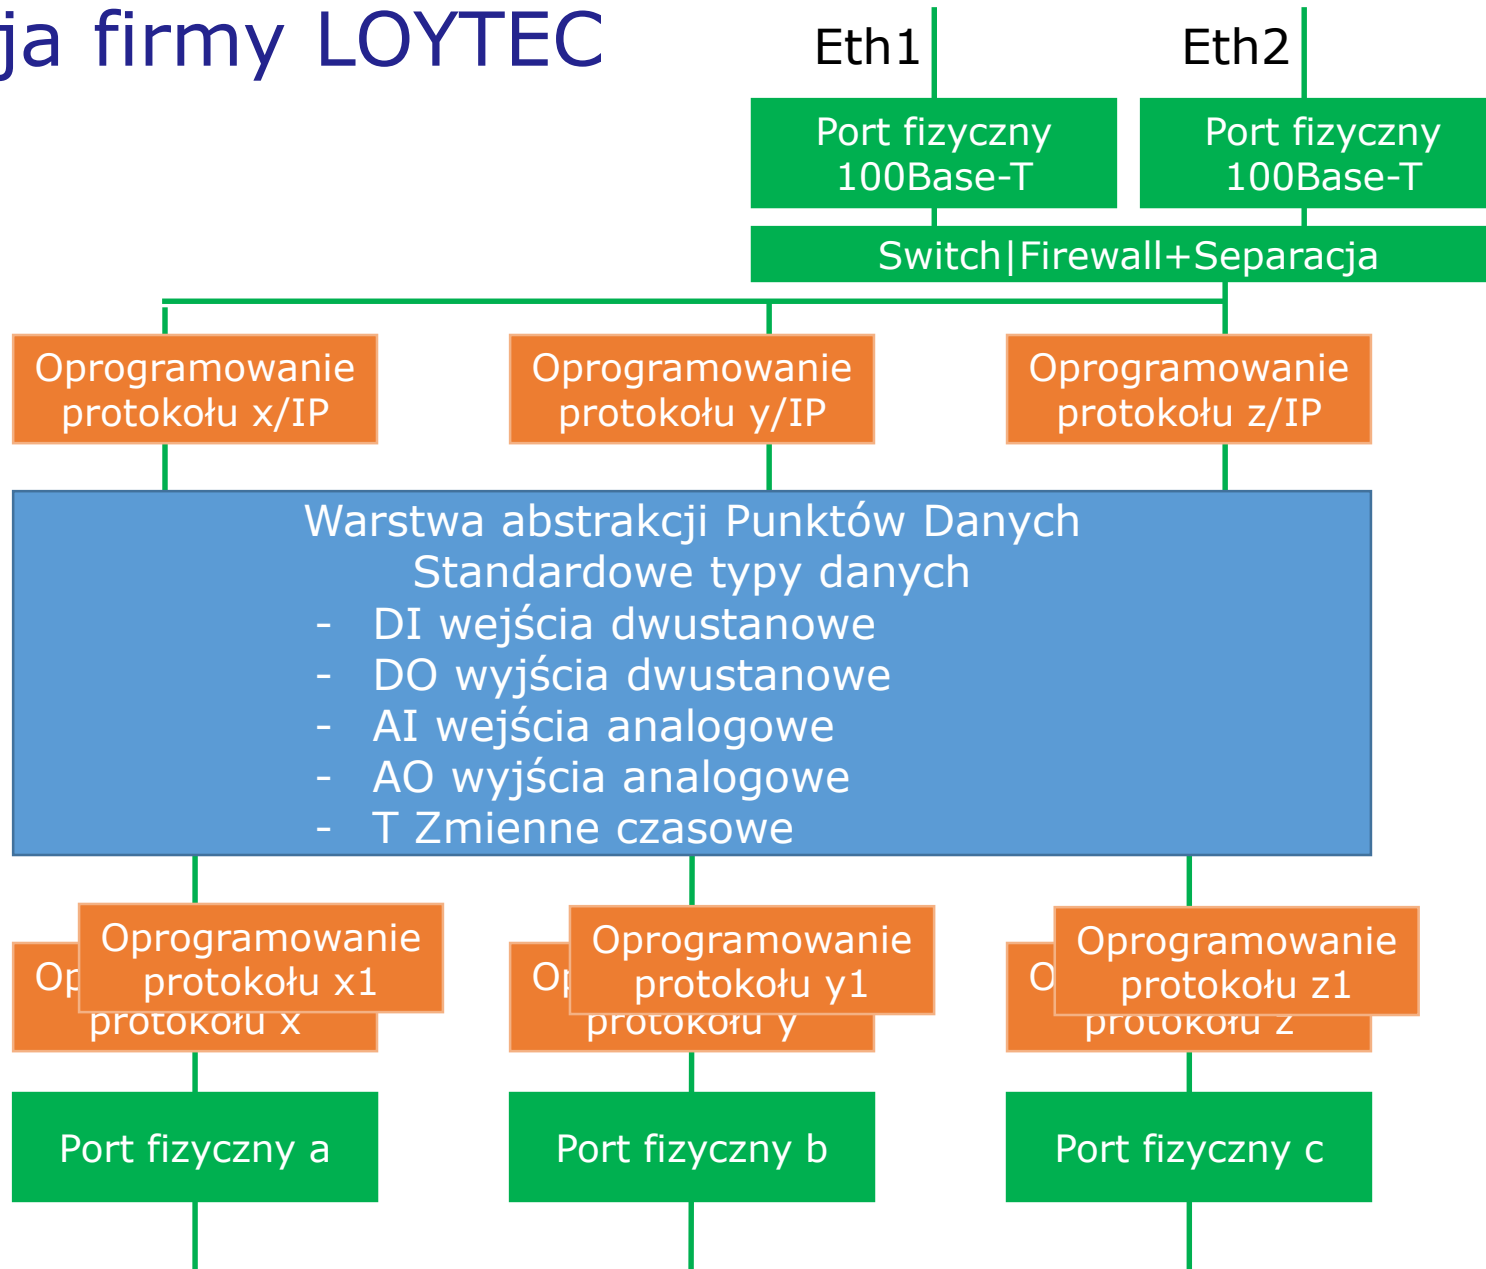 ja firmy LOYTEC
Eth1
Eth2
Port fizyczny
100Base-T
Port fizyczny
100Base-T
Switch|Firewall+Separacja
Oprogramowanie
protokołu x/IP
Oprogramowanie
protokołu y/IP
Oprogramowanie
protokołu z/IP
Warstwa abstrakcji Punktów Danych
Standardowe typy danych
- DI wejścia dwustanowe
- DO wyjścia dwustanowe
- AI wejścia analogowe
- AO wyjścia analogowe
- T Zmienne czasowe
Oprogramowanie
protokołu x1
protokołu x
Oprogramowanie
protokołu y1
protokołu y
Oprogramowanie
protokołu z1
protokołu z
Port fizyczny a
Port fizyczny b
Port fizyczny c